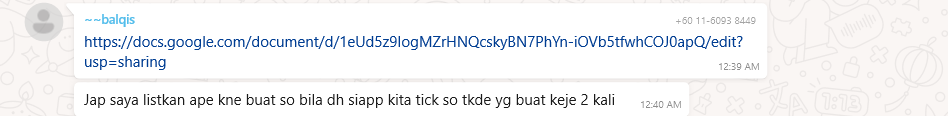 ~~balqis +60 11-6093 8449
https://docs.google.com/document/d/1eUd5z9logMZrHNQcskyBN7PhYn-iOVb5tfwhCOJ0apQ/edit?
usp=sharing 12:39 AM
Jap saya listkan ape kne buat so bila dh siapp kita tick so tkde yg buat keje 2 kali 12:40 AM